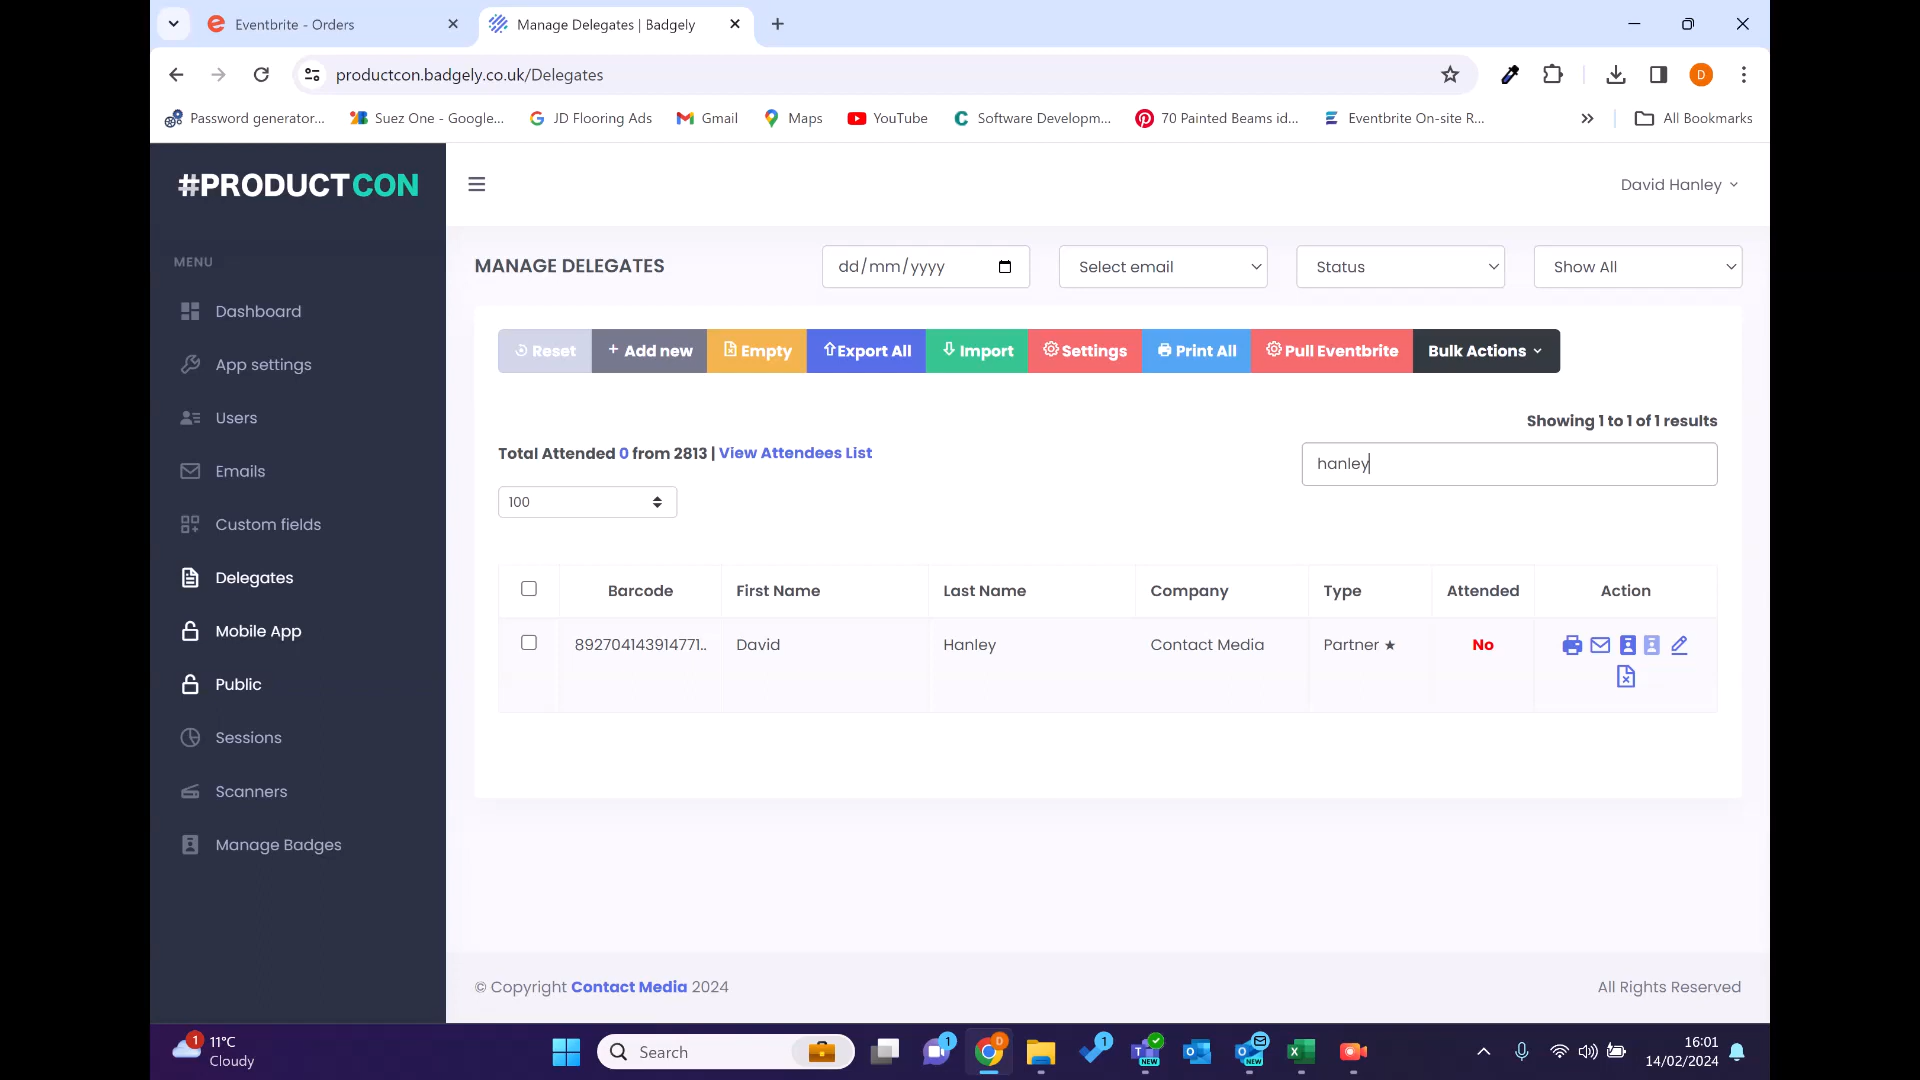 Eventbrite - Orders
Manage Delegates | Badgely
productcon.badgely.co.uk/Delegates
D
Password generator...
Suez One - Google...
JD Flooring Ads
Gmail
Maps
YouTube
Software Developm...
70 Painted Beams id...
Eventbrite On-site R...
All Bookmarks
#PRODUCTCON
David Hanley
MENU
Dashboard
App settings
Users
Emails
Custom fields
Delegates
Mobile App
Public
Sessions
Scanners
Manage Badges
MANAGE DELEGATES
dd/mm/yyyy
Select email
Status
Show All
Reset
+ Add new
Empty
Export All
Import
Settings
Print All
Pull Eventbrite
Bulk Actions
Showing 1 to 1 of 1 results
Total Attended 0 from 2813 | View Attendees List
hanley
100
Barcode First Name Last Name Company Type Attended Action
892704143914771.. David Hanley Contact Media Partner ★ No
© Copyright Contact Media 2024
All Rights Reserved
1
11°C
Cloudy
Search
1
D
1
NEW
NEW
16:01
14/02/2024